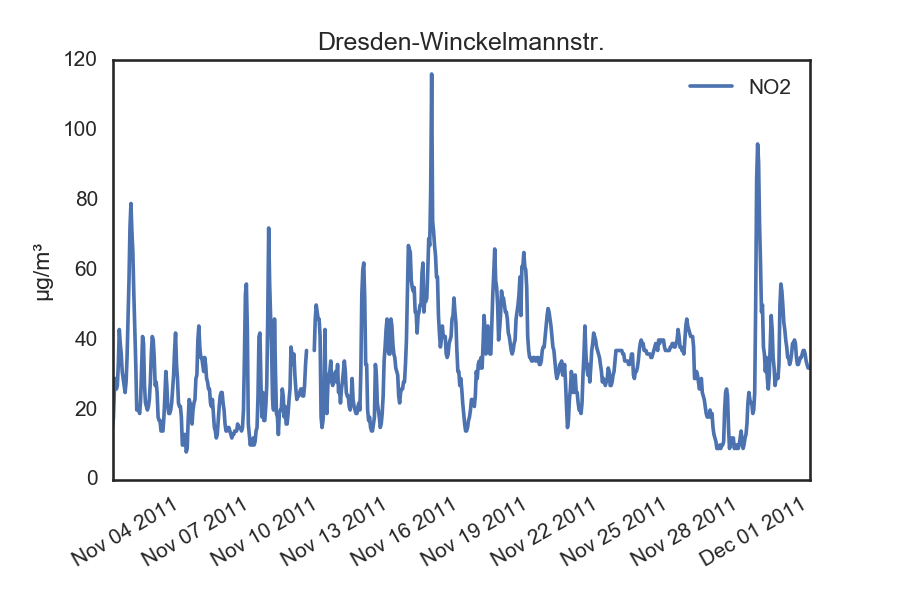 Dresden-Winckelmannstr.
120
100
80
60
40
20
0
µg/m³
NO2
Nov 04 2011
Nov 07 2011
Nov 10 2011
Nov 13 2011
Nov 16 2011
Nov 19 2011
Nov 22 2011
Nov 25 2011
Nov 28 2011
Dec 01 2011